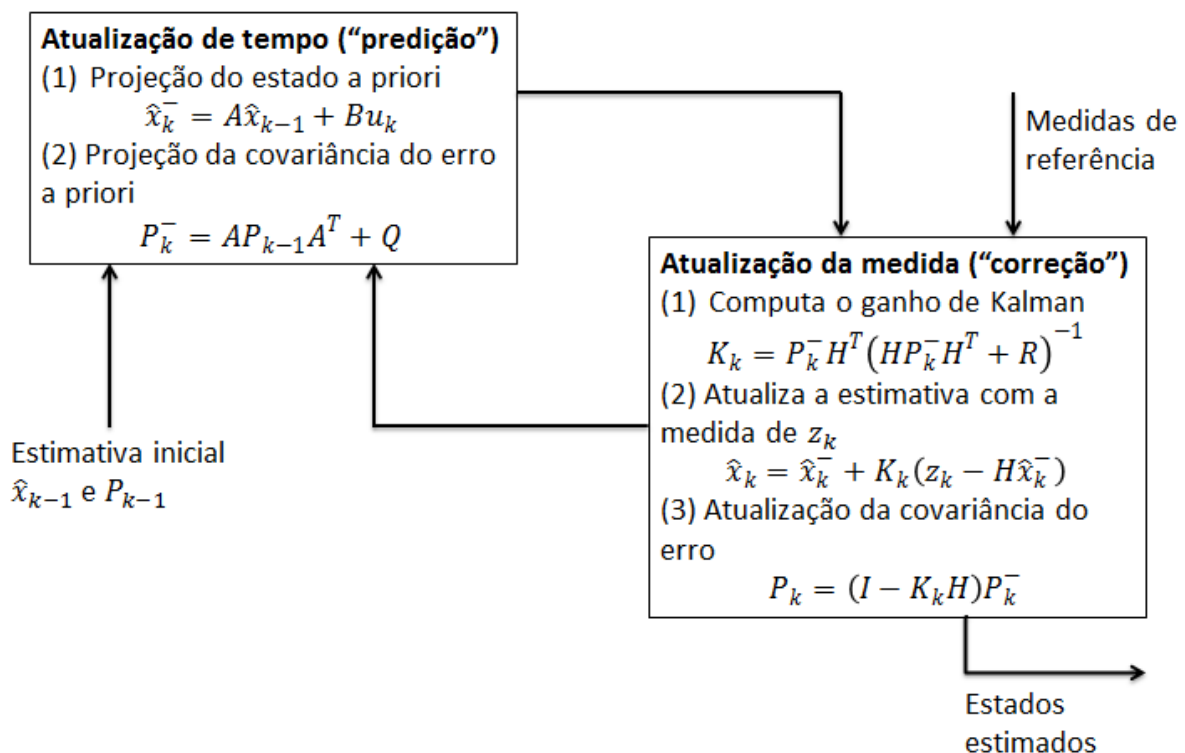 Atualização de tempo (“predição”)
(1) Projeção do estado a priori
x̂ₖ⁻ = Ax̂ₖ₋₁ + Buₖ
(2) Projeção da covariância do erro
a priori
Pₖ⁻ = APₖ₋₁Aᵀ + Q
Medidas de
referência
Atualização da medida (“correção”)
(1) Computa o ganho de Kalman
Kₖ = Pₖ⁻Hᵀ(HPₖ⁻Hᵀ + R)⁻¹
(2) Atualiza a estimativa com a
medida de zₖ
x̂ₖ = x̂ₖ⁻ + Kₖ(zₖ − Hx̂ₖ⁻)
(3) Atualização da covariância do
erro
Pₖ = (I − KₖH)Pₖ⁻
Estimativa inicial
x̂ₖ₋₁ e Pₖ₋₁
Estados
estimados